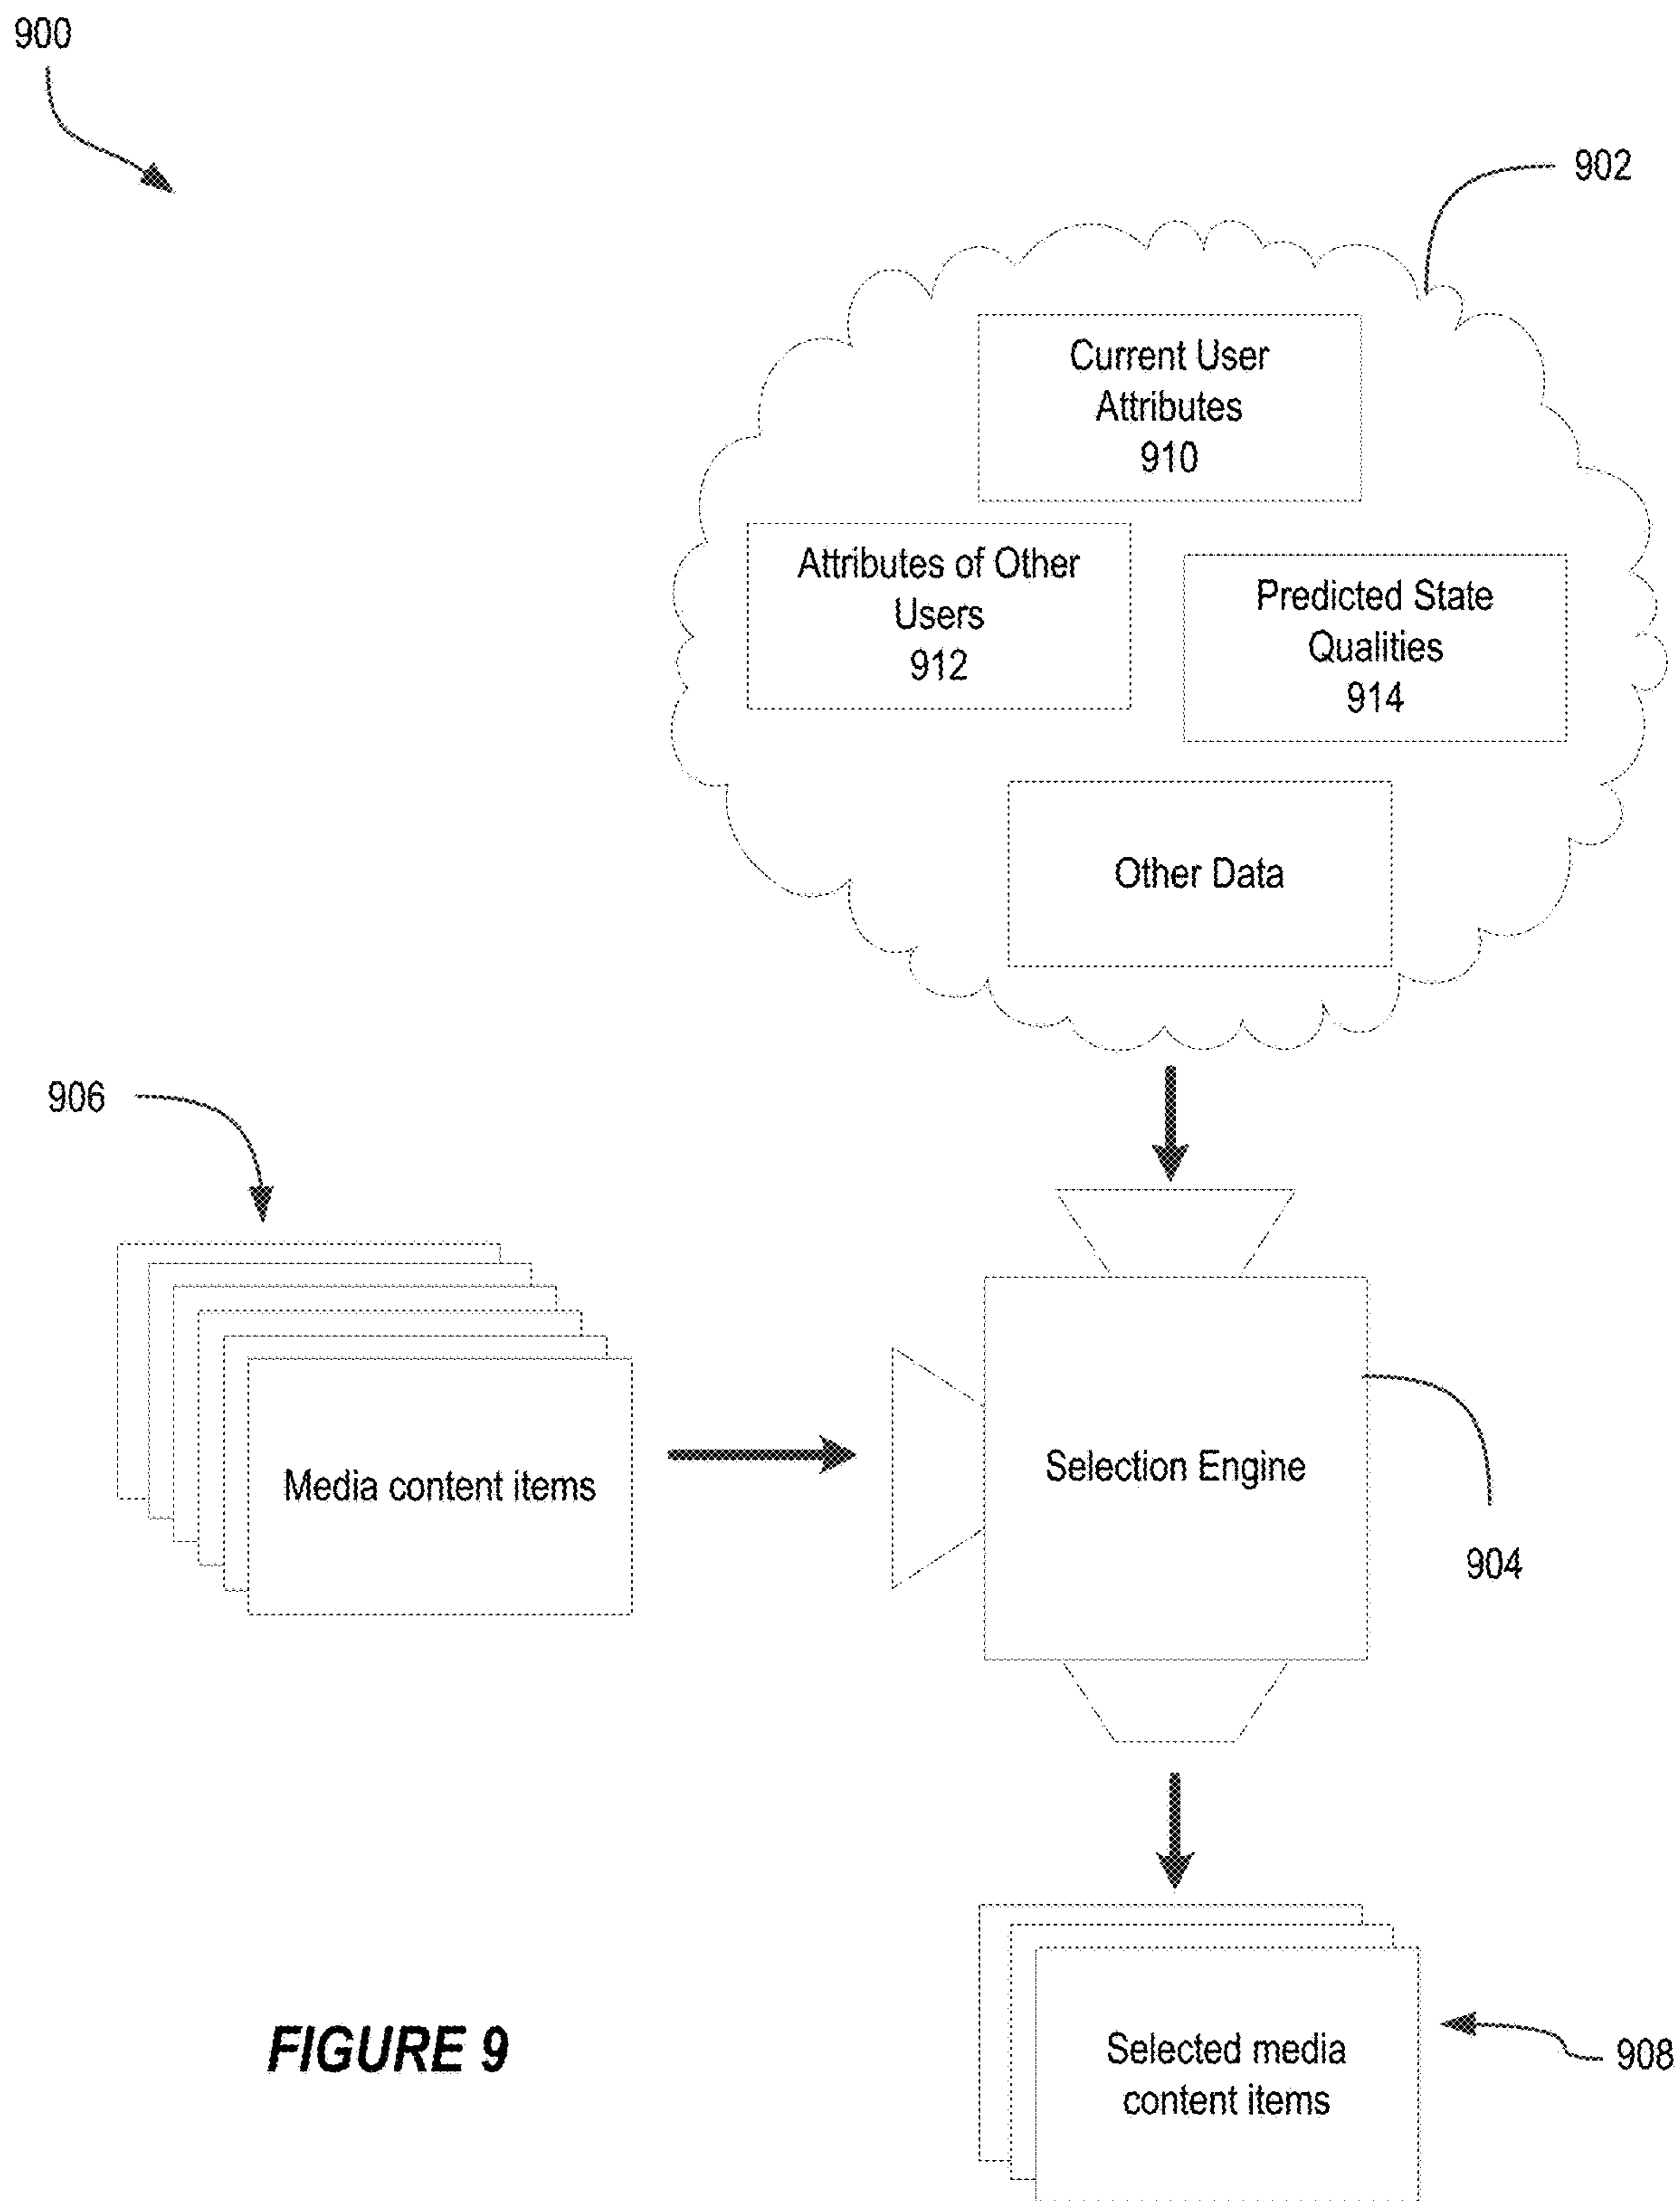 900
902
Current User
Attributes
910
Attributes of Other
Users
912
Predicted State
Qualities
914
Other Data
906
Media content items
Selection Engine
904
FIGURE 9
Selected media
content items
908